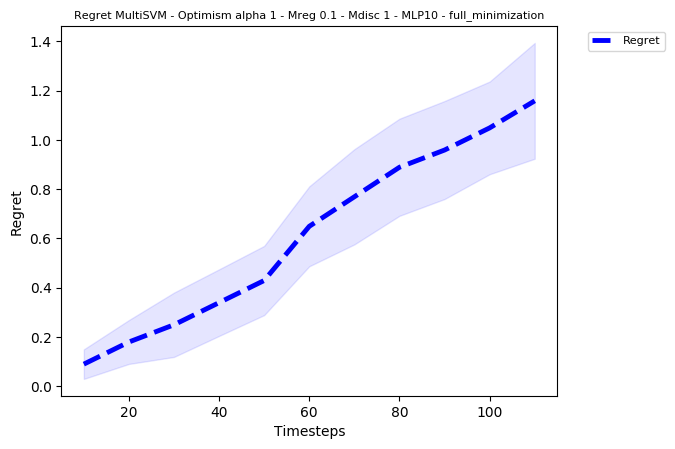 Regret MultiSVM - Optimism alpha 1 - Mreg 0.1 - Mdisc 1 - MLP10 - full_minimization
Regret
1.4
1.2
1.0
0.8
0.6
0.4
0.2
0.0
Regret
20 40 60 80 100
Timesteps